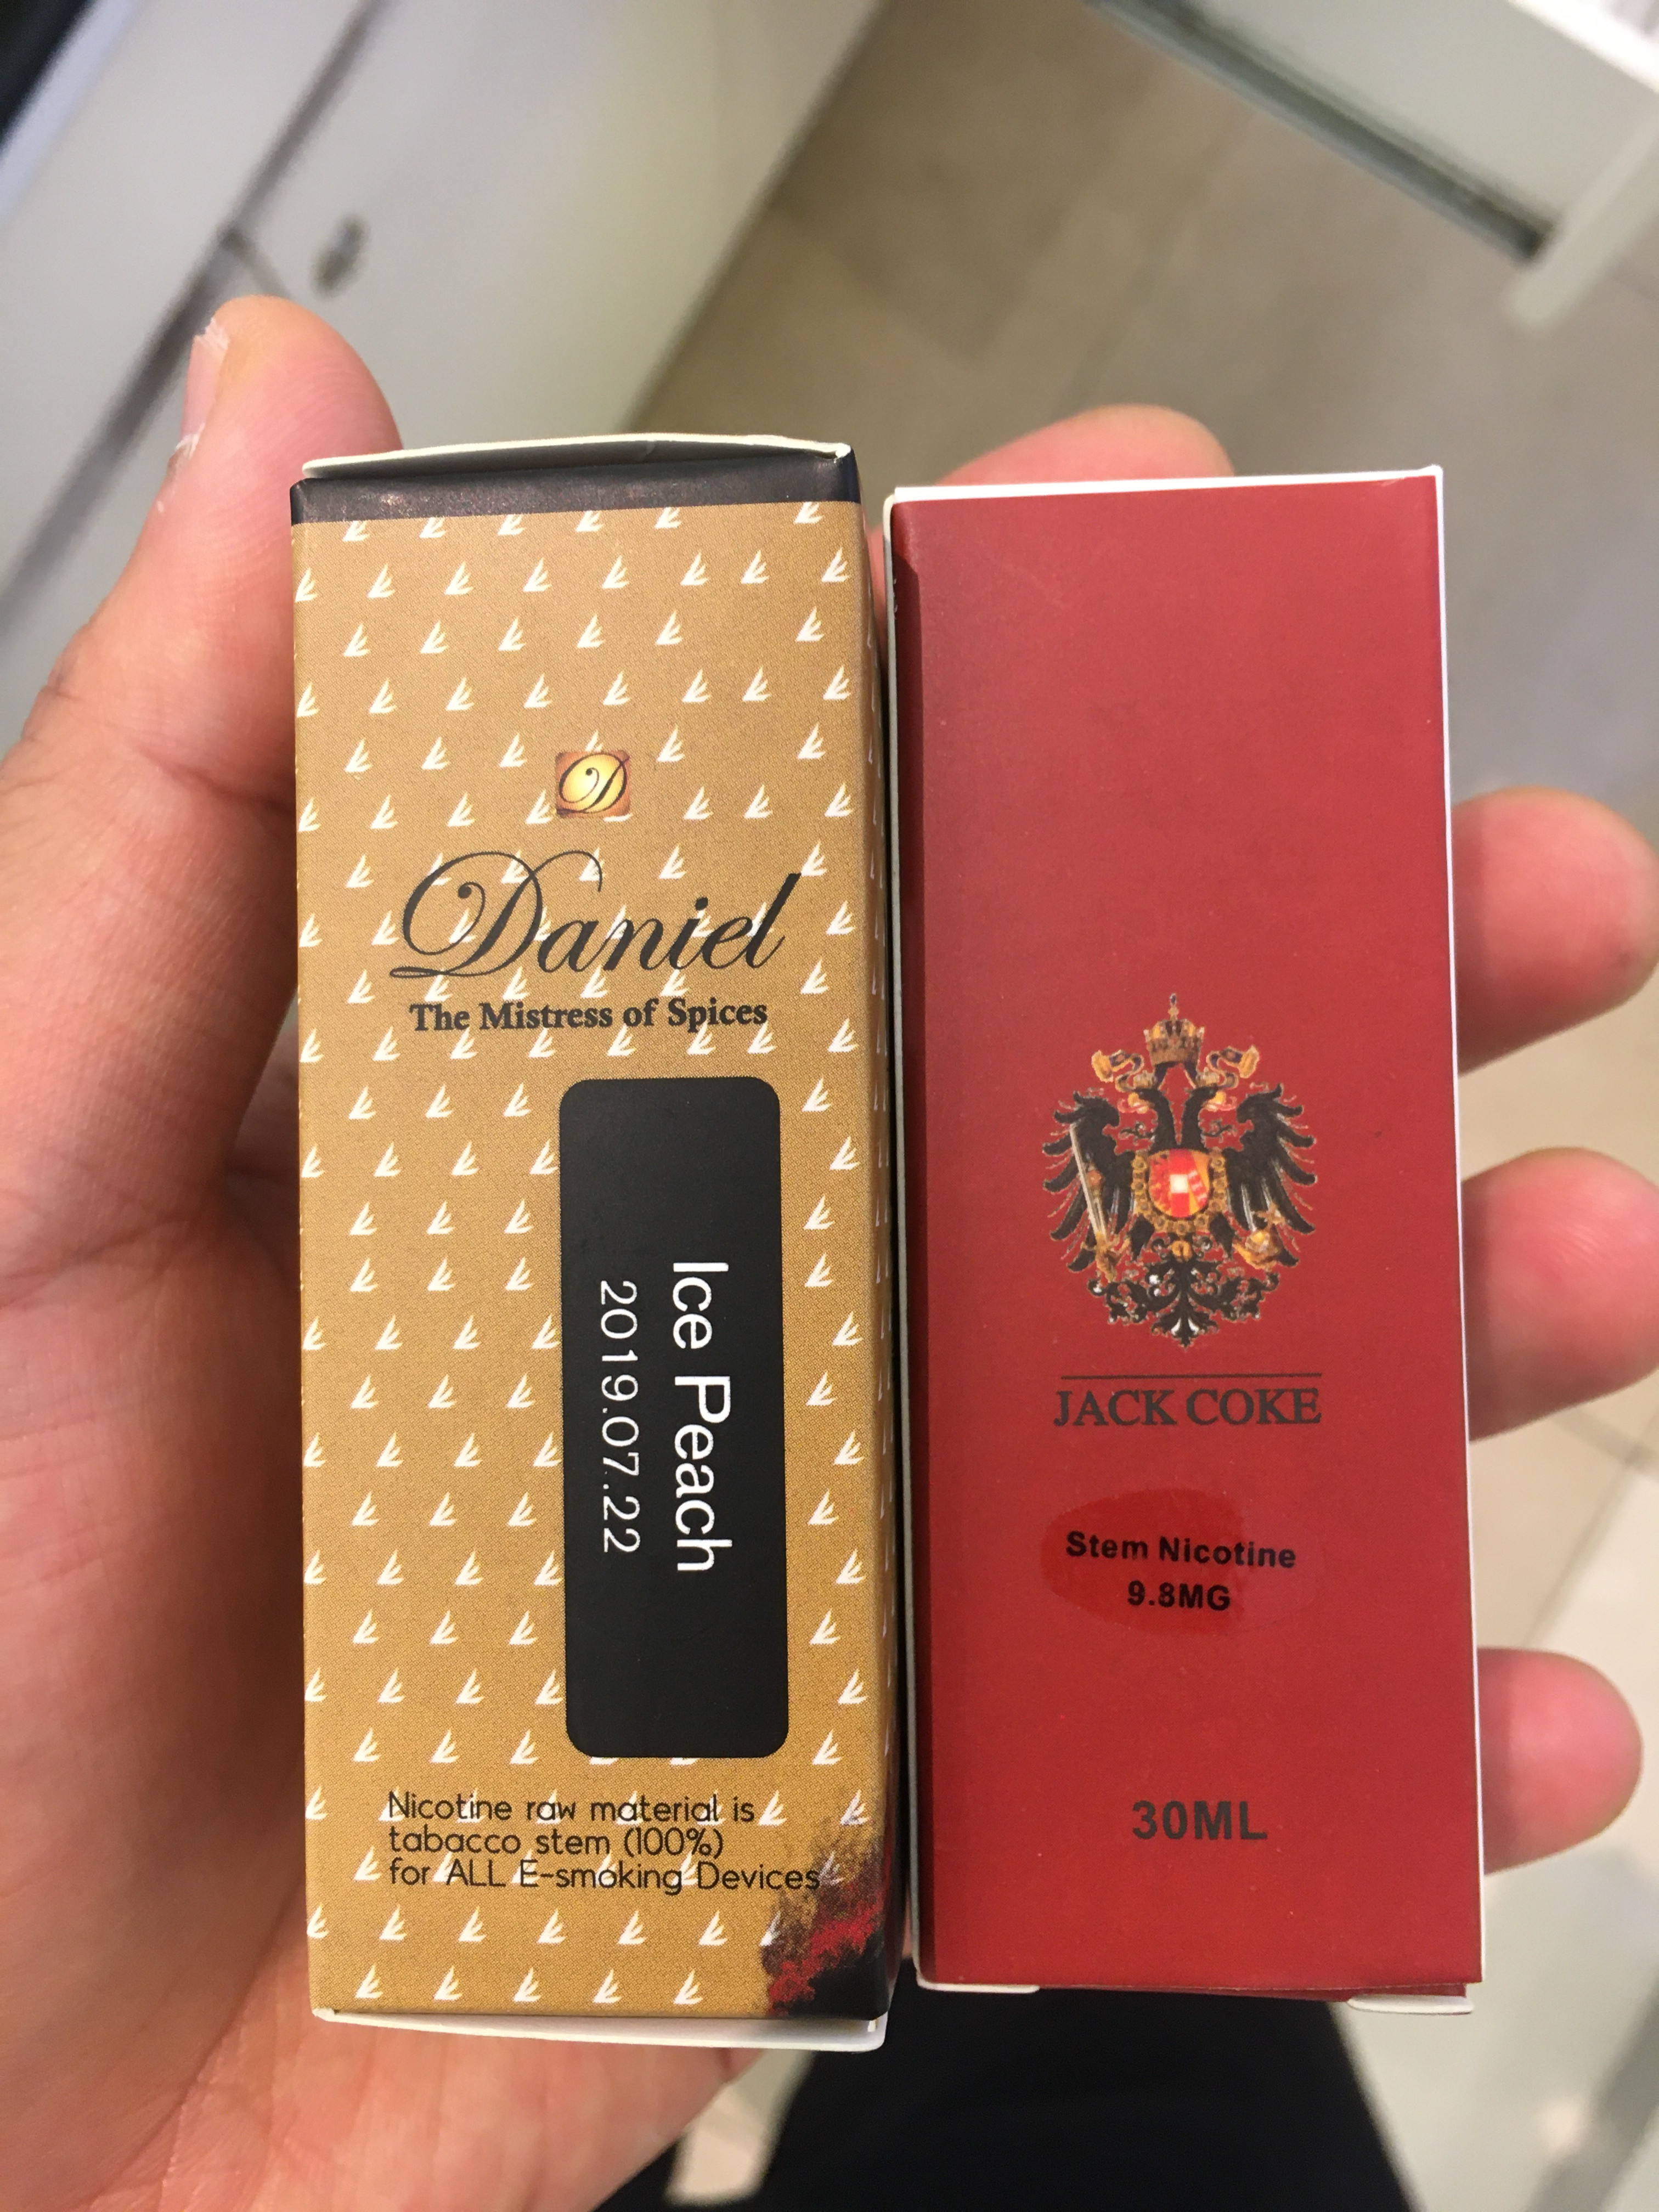 D
Daniel
The Mistress of Spices
Ice Peach
2019.07.22
Nicotine raw material is
tabacco stem (100%)
for ALL E-smoking Devices
JACK COKE
Stem Nicotine
9.8MG
30ML